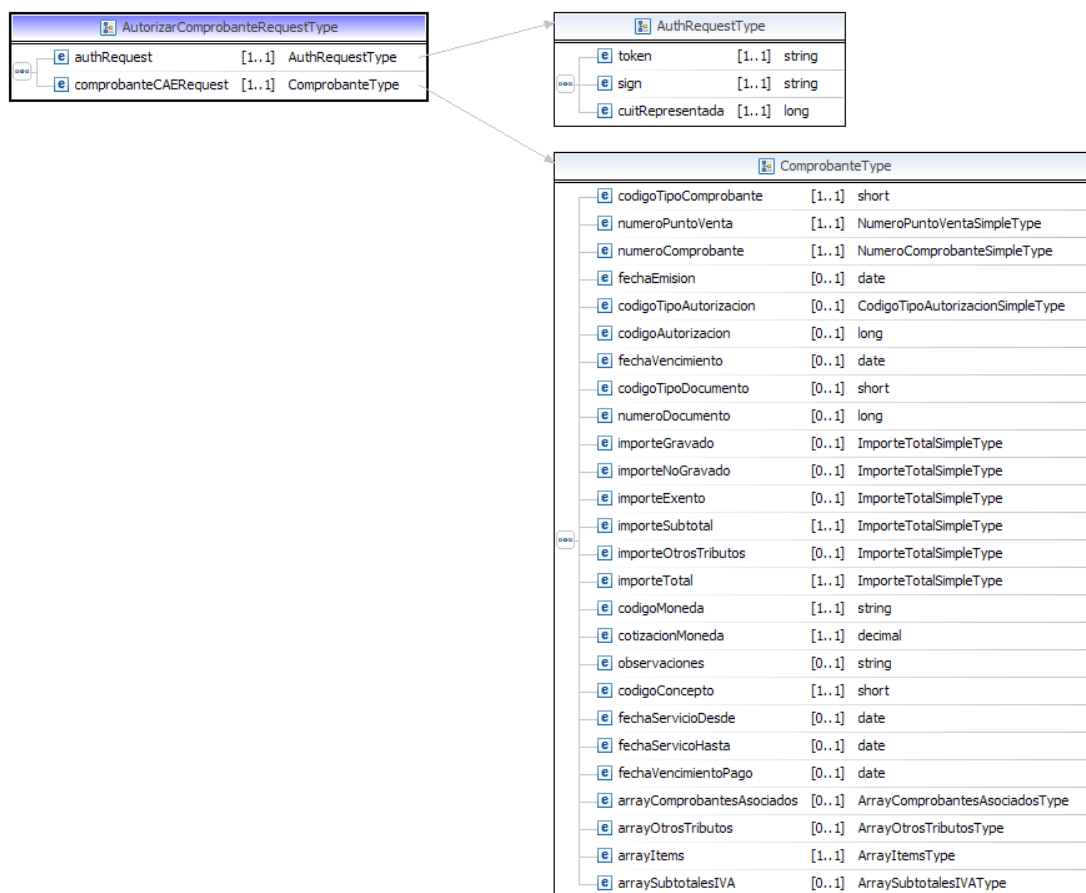 AutorizarComprobanteRequestType
authRequest [1..1] AuthRequestType
comprobanteCAERequest [1..1] ComprobanteType
AuthRequestType
token [1..1] string
sign [1..1] string
cuitRepresentada [1..1] long
ComprobanteType
codigoTipoComprobante [1..1] short
numeroPuntoVenta [1..1] NumeroPuntoVentaSimpleType
numeroComprobante [1..1] NumeroComprobanteSimpleType
fechaEmision [0..1] date
codigoTipoAutorizacion [0..1] CodigoTipoAutorizacionSimpleType
codigoAutorizacion [0..1] long
fechaVencimiento [0..1] date
codigoTipoDocumento [0..1] short
numeroDocumento [0..1] long
importeGravado [0..1] ImporteTotalSimpleType
importeNoGravado [0..1] ImporteTotalSimpleType
importeExento [0..1] ImporteTotalSimpleType
importeSubtotal [1..1] ImporteTotalSimpleType
importeOtrosTributos [0..1] ImporteTotalSimpleType
importeTotal [1..1] ImporteTotalSimpleType
codigoMoneda [1..1] string
cotizacionMoneda [1..1] decimal
observaciones [0..1] string
codigoConcepto [1..1] short
fechaServicioDesde [0..1] date
fechaServicoHasta [0..1] date
fechaVencimientoPago [0..1] date
arrayComprobantesAsociados [0..1] ArrayComprobantesAsociadosType
arrayOtrosTributos [0..1] ArrayOtrosTributosType
arrayItems [1..1] ArrayItemsType
arraySubtotalesIVA [0..1] ArraySubtotalesIVAType